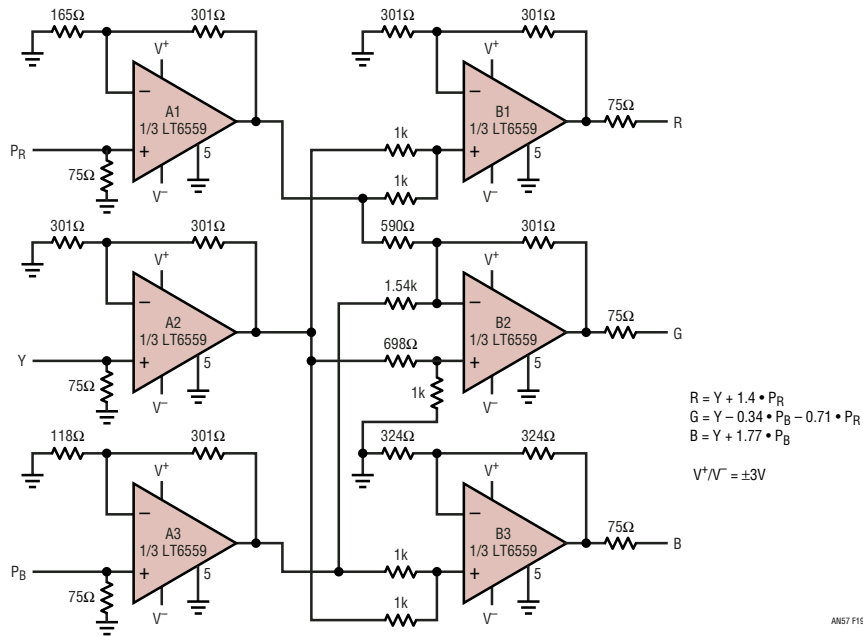 165Ω
301Ω
V+
A1
1/3 LT6559
−
+
5
V−
PR
75Ω
301Ω
301Ω
V+
B1
1/3 LT6559
−
+
5
V−
75Ω
R
1k
1k
301Ω
301Ω
V+
A2
1/3 LT6559
−
+
5
V−
Y
75Ω
590Ω
301Ω
1.54k
698Ω
1k
V+
B2
1/3 LT6559
−
+
5
V−
75Ω
G
118Ω
301Ω
V+
A3
1/3 LT6559
−
+
5
V−
PB
75Ω
324Ω
324Ω
V+
B3
1/3 LT6559
−
+
5
V−
75Ω
B
1k
1k
R = Y + 1.4 • PR
G = Y – 0.34 • PB – 0.71 • PR
B = Y + 1.77 • PB
V+/V− = ±3V
AN57 F19